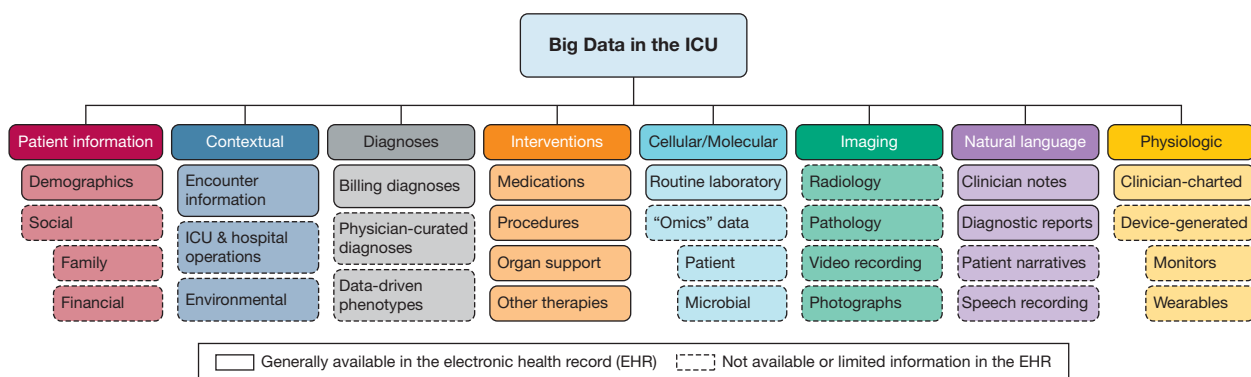 Big Data in the ICU
Patient information
Contextual
Diagnoses
Interventions
Cellular/Molecular
Imaging
Natural language
Physiologic
Demographics
Social
Family
Financial
Encounter
information
ICU & hospital
operations
Environmental
Billing diagnoses
Physician-curated
diagnoses
Data-driven
phenotypes
Medications
Procedures
Organ support
Other therapies
Routine laboratory
“Omics” data
Patient
Microbial
Radiology
Pathology
Video recording
Photographs
Clinician notes
Diagnostic reports
Patient narratives
Speech recording
Clinician-charted
Device-generated
Monitors
Wearables
Generally available in the electronic health record (EHR)
Not available or limited information in the EHR